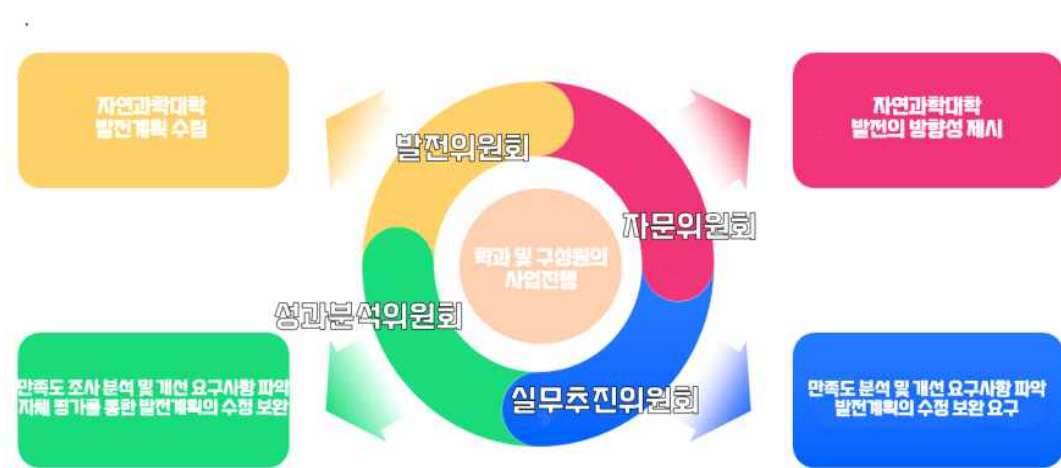 자연과학대학
발전계획 수립
자연과학대학
발전의 방향성 제시
발전위원회
자문위원회
학과 및 구성원의
사업진행
성과분석위원회
실무추진위원회
만족도 조사 분석 및 개선 요구사항 파악
자체 평가를 통한 발전계획의 수정 보완
만족도 분석 및 개선 요구사항 파악
발전계획의 수정 보완 요구